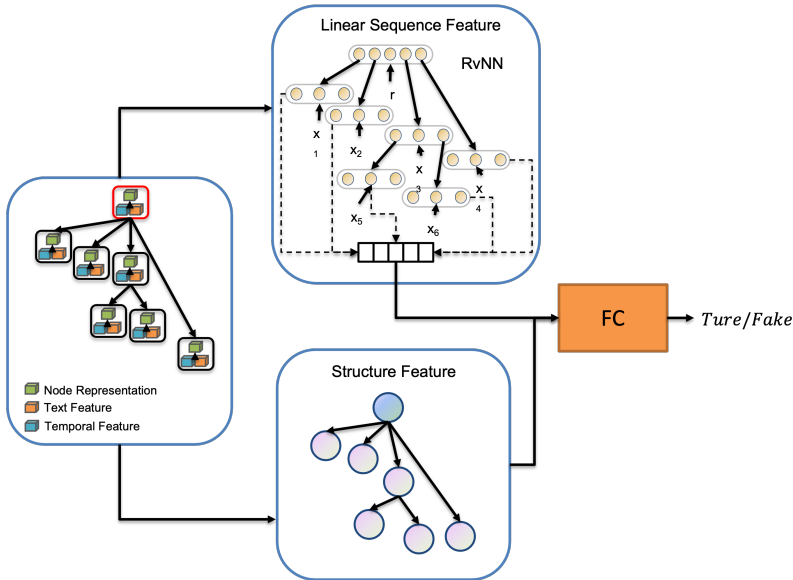 Linear Sequence Feature
RvNN
r
x
1
x2
x
3
x
4
x5
x6
Node Representation
Text Feature
Temporal Feature
FC
Ture/Fake
Structure Feature